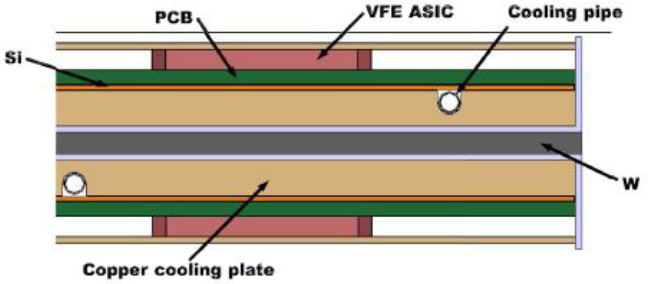 PCB
VFE ASIC
Cooling pipe
Si
W
Copper cooling plate